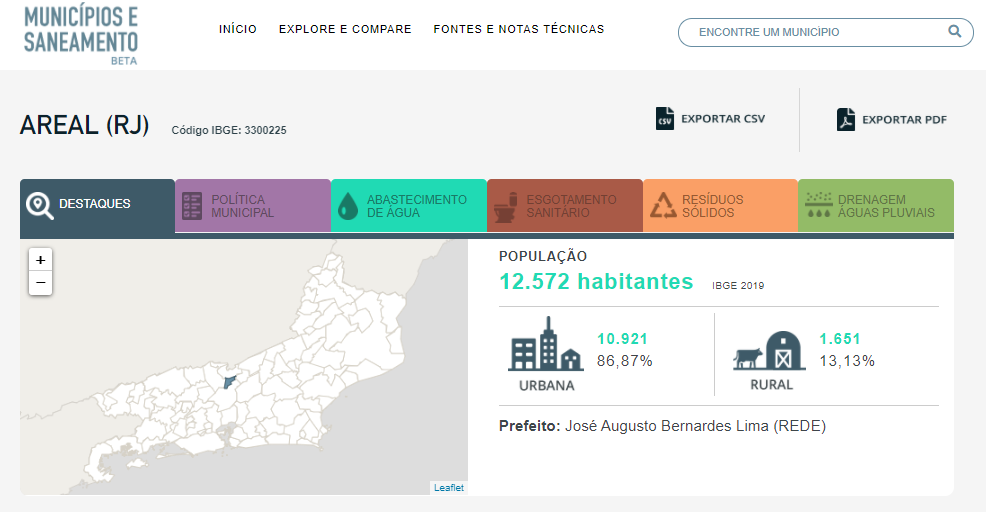 MUNICÍPIOS E
SANEAMENTO
BETA
INÍCIO
EXPLORE E COMPARE
FONTES E NOTAS TÉCNICAS
ENCONTRE UM MUNICÍPIO
AREAL (RJ)
Código IBGE: 3300225
CSV
EXPORTAR CSV
EXPORTAR PDF
DESTAQUES
POLÍTICA
MUNICIPAL
ABASTECIMENTO
DE ÁGUA
ESGOTAMENTO
SANITÁRIO
RESÍDUOS
SÓLIDOS
DRENAGEM
ÁGUAS PLUVIAIS
+
−
Leaflet
POPULAÇÃO
12.572 habitantes
IBGE 2019
10.921
86,87%
URBANA
1.651
13,13%
RURAL
Prefeito: José Augusto Bernardes Lima (REDE)